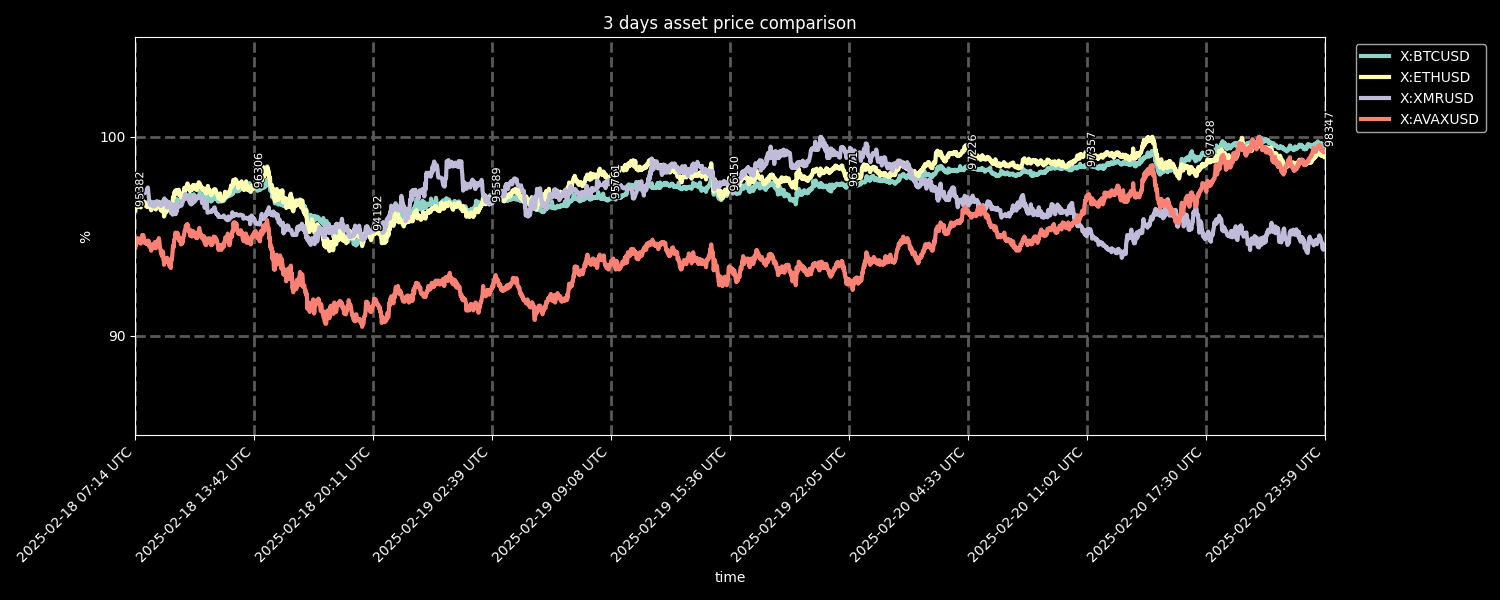 3 days asset price comparison
X:BTCUSD
X:ETHUSD
X:XMRUSD
X:AVAXUSD
100
90
%
95382
96306
94192
95589
95761
96150
96371
97226
97357
97928
98347
2025-02-18 07:14 UTC
2025-02-18 13:42 UTC
2025-02-18 20:11 UTC
2025-02-19 02:39 UTC
2025-02-19 09:08 UTC
2025-02-19 15:36 UTC
2025-02-19 22:05 UTC
2025-02-20 04:33 UTC
2025-02-20 11:02 UTC
2025-02-20 17:30 UTC
2025-02-20 23:59 UTC
time